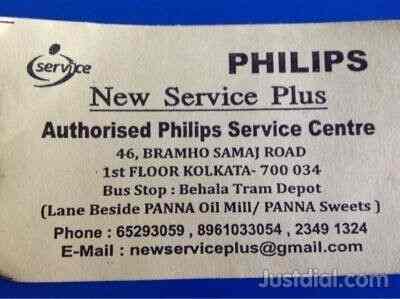 service
PHILIPS
New Service Plus
Authorised Philips Service Centre
46, BRAMHO SAMAJ ROAD
1st FLOOR KOLKATA- 700 034
Bus Stop : Behala Tram Depot
(Lane Beside PANNA Oil Mill/ PANNA Sweets )
Phone : 65293059 , 8961033054 , 2349 1324
E-Mail : newserviceplus@gmail.com
Justdial.com